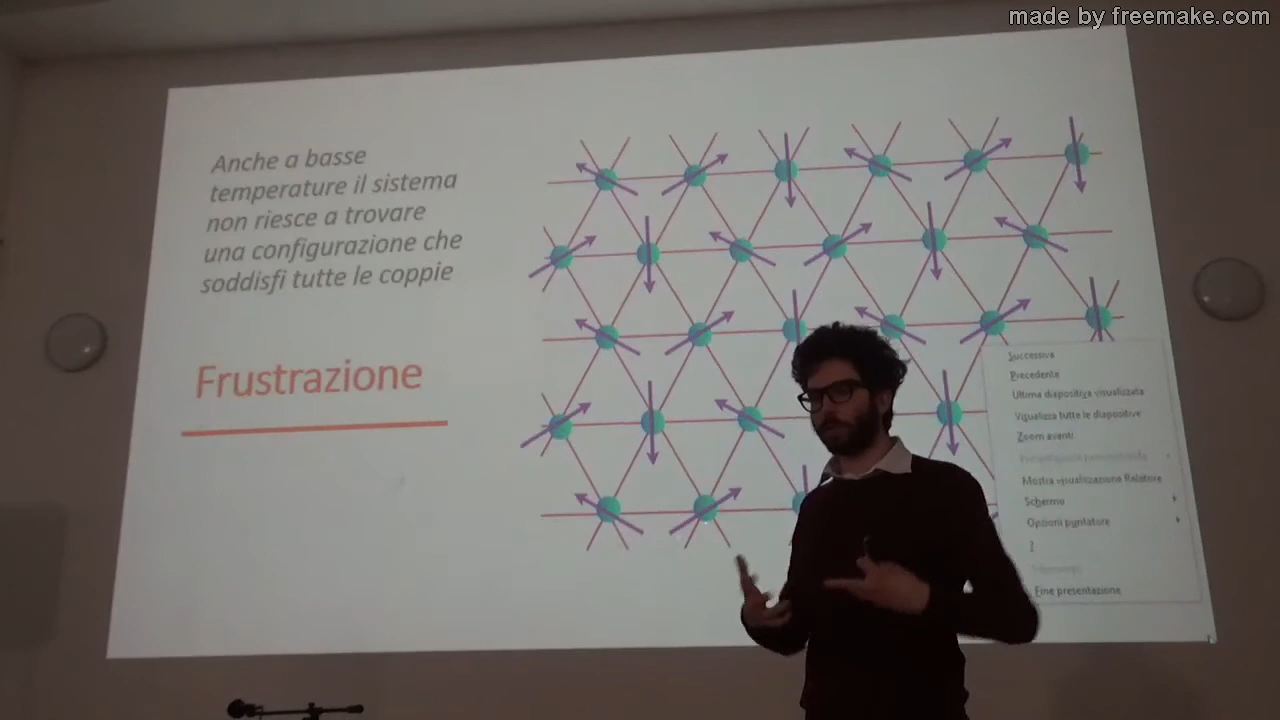 made by freemake.com
Anche a basse
temperature il sistema
non riesce a trovare
una configurazione che
soddisfi tutte le coppie
Frustrazione
Successiva
Precedente
Ultima diapositiva visualizzata
Visualizza tutte le diapositive
Zoom avanti
Mostra visualizzazione Relatore
Schermo
Opzioni puntatore
?
Fine presentazione